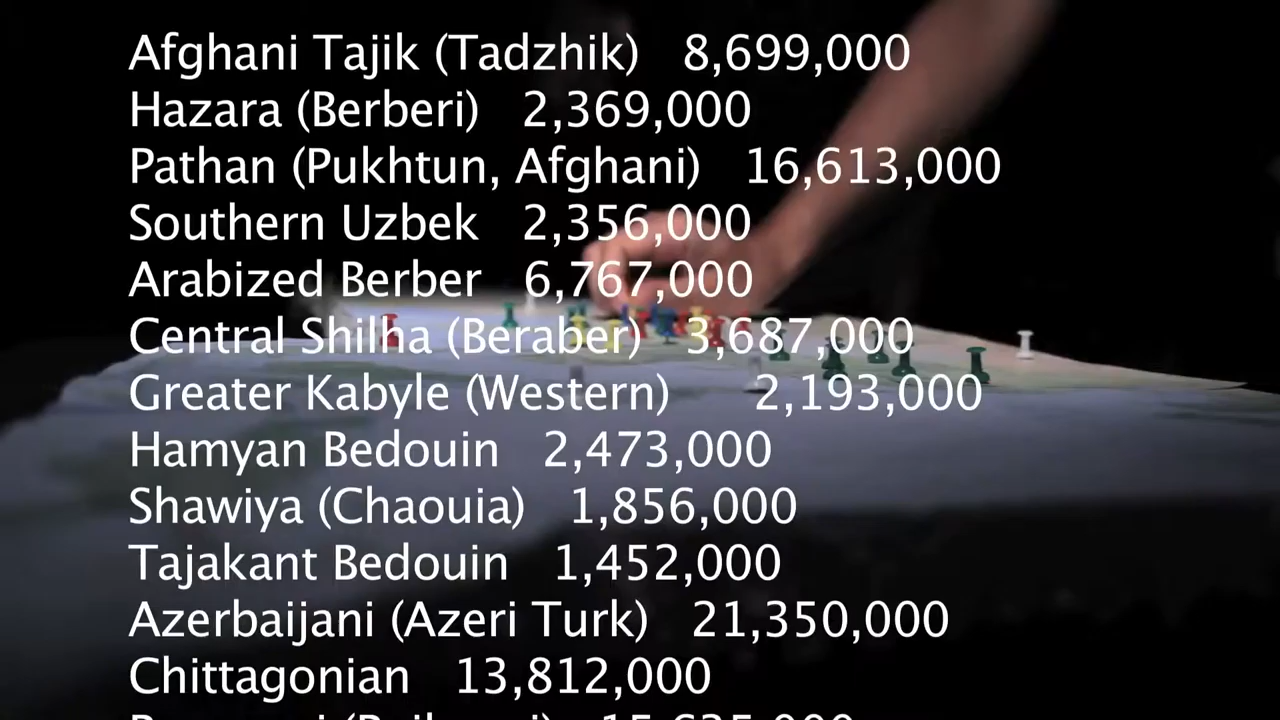 Afghani Tajik (Tadzhik) 8,699,000
Hazara (Berberi) 2,369,000
Pathan (Pukhtun, Afghani) 16,613,000
Southern Uzbek 2,356,000
Arabized Berber 6,767,000
Central Shilha (Beraber) 3,687,000
Greater Kabyle (Western) 2,193,000
Hamyan Bedouin 2,473,000
Shawiya (Chaouia) 1,856,000
Tajakant Bedouin 1,452,000
Azerbaijani (Azeri Turk) 21,350,000
Chittagonian 13,812,000